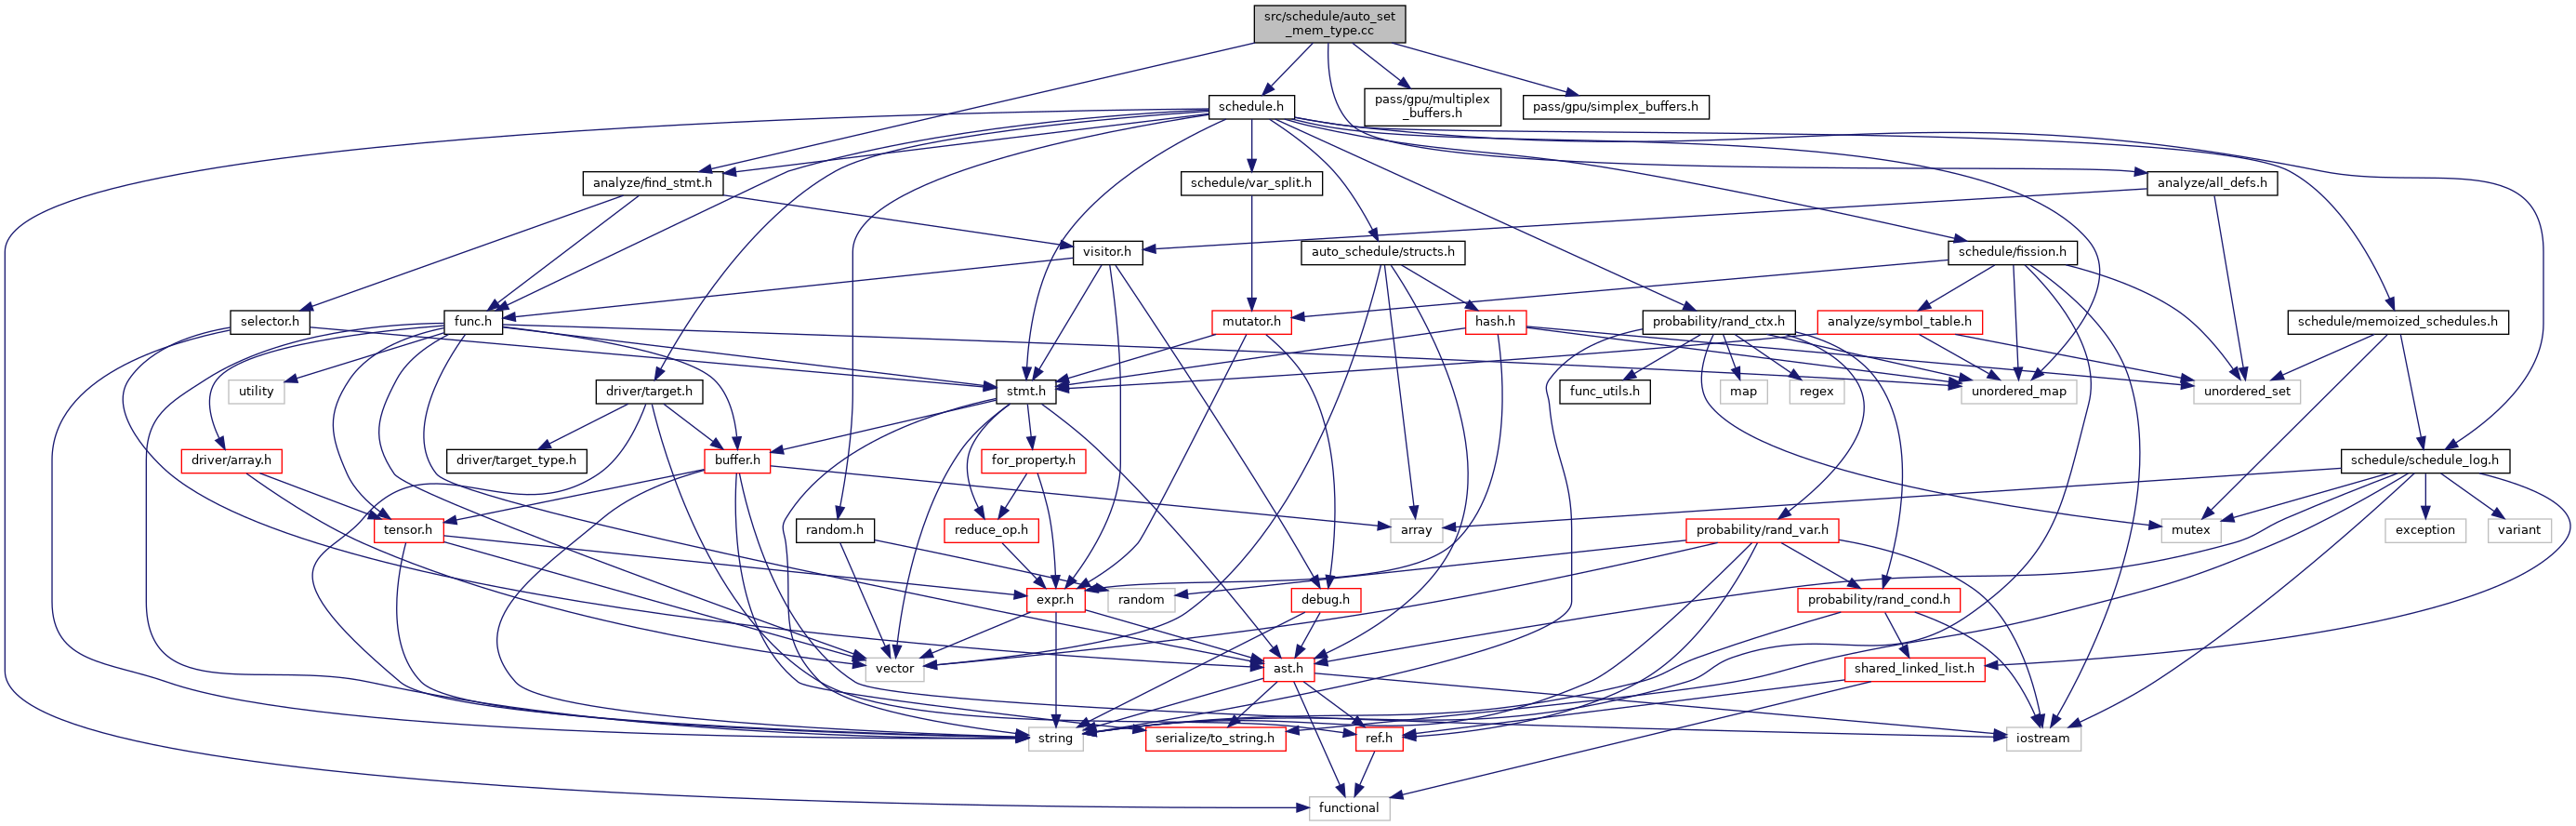 src/schedule/auto_set
_mem_type.cc
schedule.h
pass/gpu/multiplex
_buffers.h
pass/gpu/simplex_buffers.h
analyze/find_stmt.h
schedule/var_split.h
analyze/all_defs.h
visitor.h
auto_schedule/structs.h
schedule/fission.h
selector.h
func.h
mutator.h
hash.h
probability/rand_ctx.h
analyze/symbol_table.h
schedule/memoized_schedules.h
utility
driver/target.h
stmt.h
func_utils.h
map
regex
unordered_map
unordered_set
driver/array.h
driver/target_type.h
buffer.h
for_property.h
schedule/schedule_log.h
tensor.h
random.h
reduce_op.h
array
probability/rand_var.h
mutex
exception
variant
expr.h
random
debug.h
probability/rand_cond.h
vector
ast.h
shared_linked_list.h
string
serialize/to_string.h
ref.h
iostream
functional